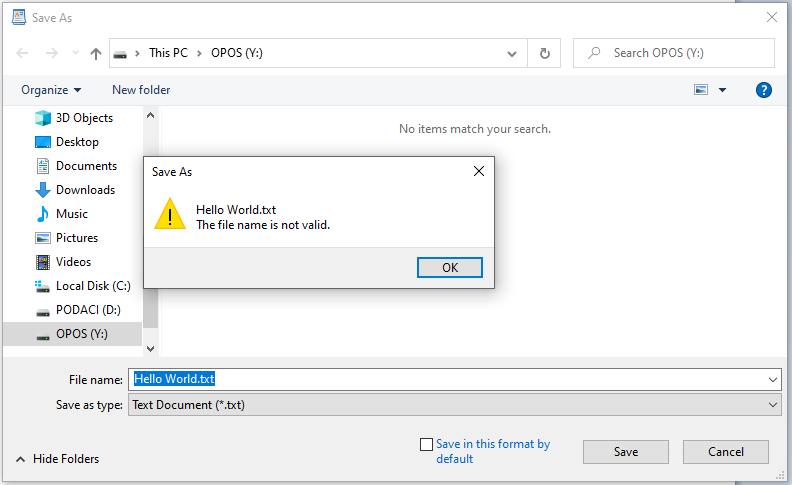 Save As
This PC
OPOS (Y:)
Search OPOS (Y:)
Organize
New folder
?
3D Objects
Desktop
Documents
Downloads
Music
Pictures
Videos
Local Disk (C:)
PODACI (D:)
OPOS (Y:)
No items match your search.
Save As
Hello World.txt
The file name is not valid.
OK
File name:
Hello World.txt
Save as type:
Text Document (*.txt)
Save in this format by
default
Save
Cancel
Hide Folders